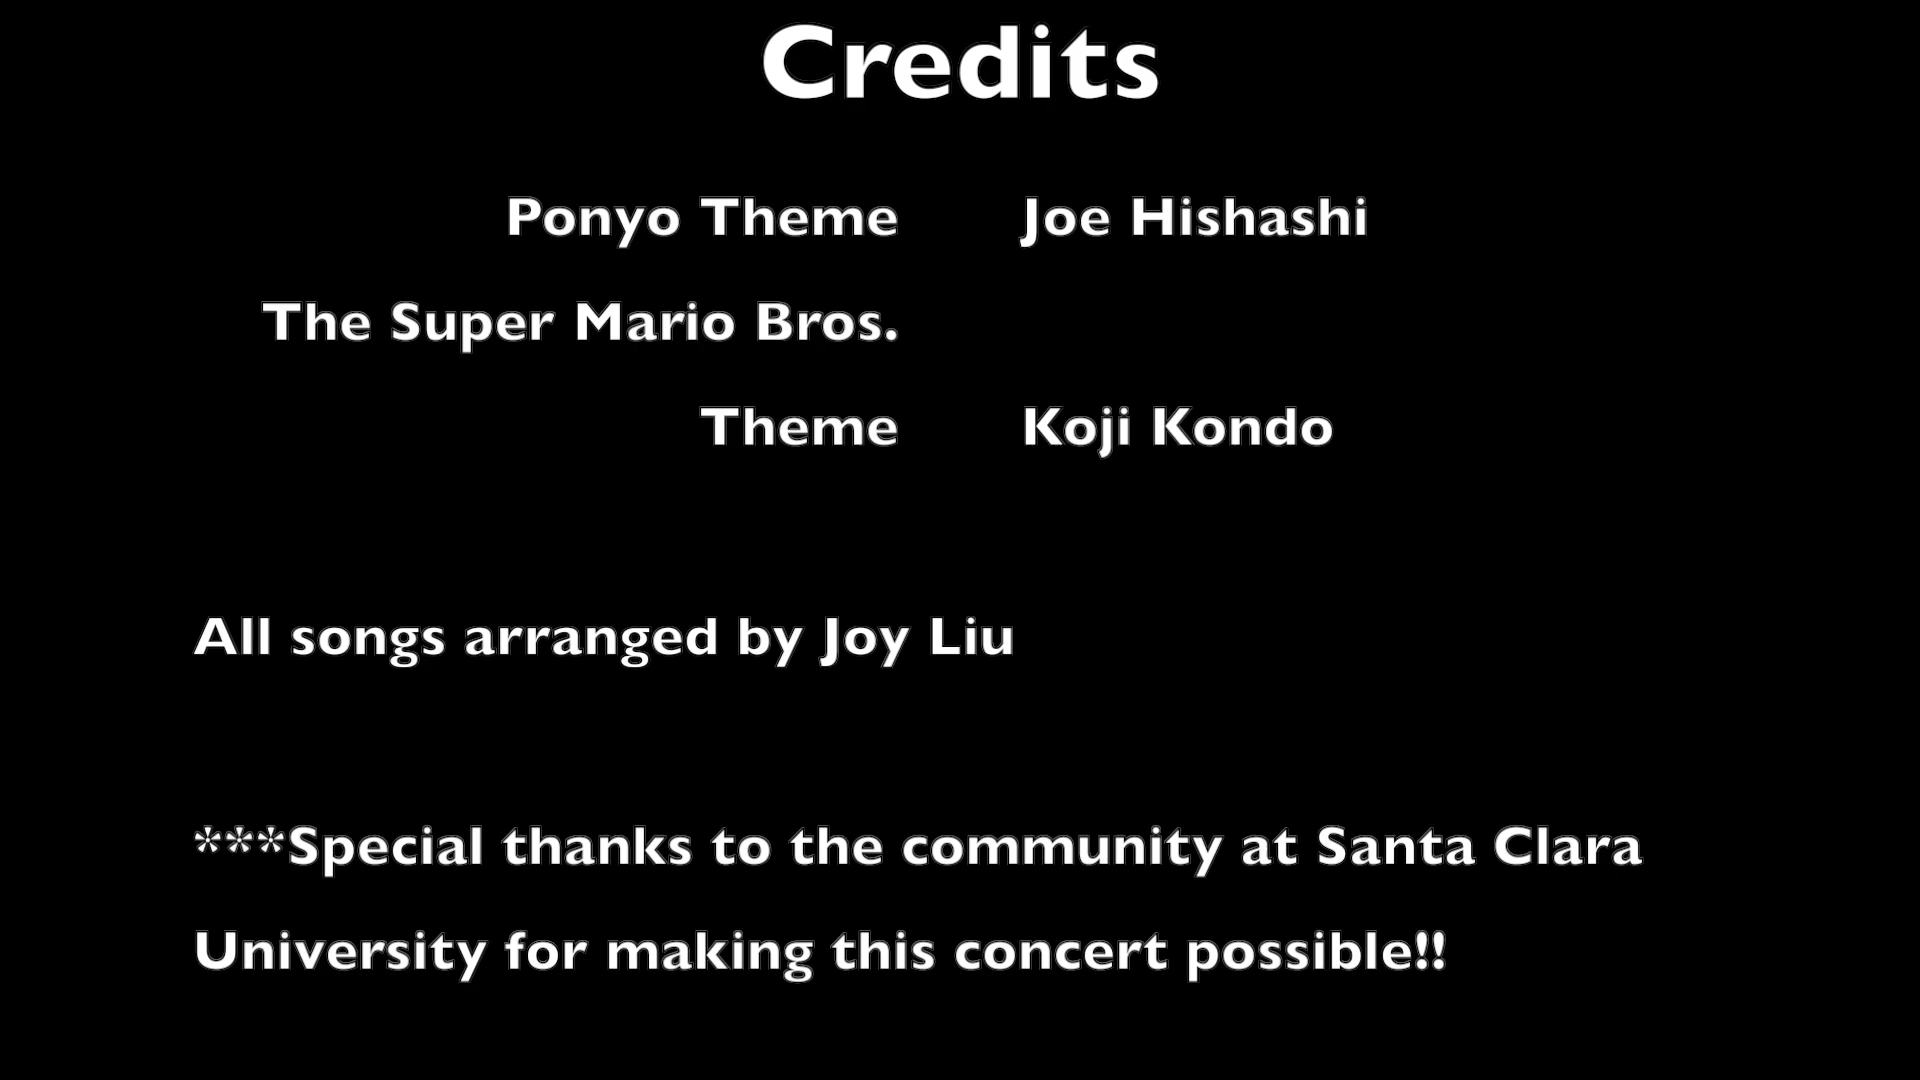 Credits
Ponyo Theme Joe Hishashi
The Super Mario Bros.
Theme Koji Kondo
All songs arranged by Joy Liu
***Special thanks to the community at Santa Clara
University for making this concert possible!!